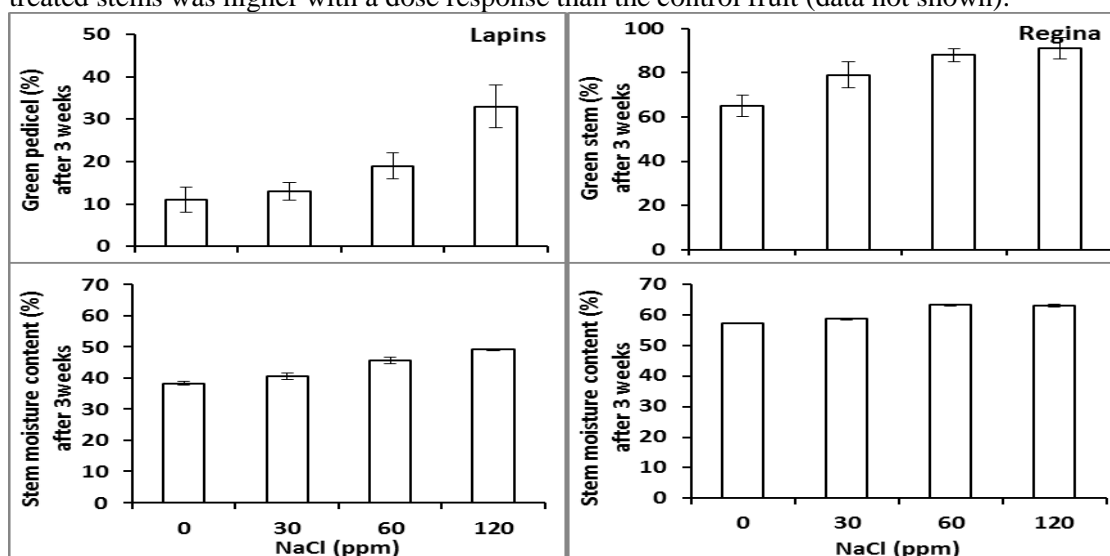 treated stems was higher with a dose response than the control fruit (data not shown).
Lapins
Green pedicel (%)
after 3 weeks
50
40
30
20
10
0
Regina
Green stem (%)
after 3 weeks
100
80
60
40
20
0
Stem moisture content (%)
after 3weeks
70
60
50
40
30
20
10
0
0 30 60 120
NaCl (ppm)
Stem moisture content (%)
after 3 weeks
70
60
50
40
30
20
10
0
0 30 60 120
NaCl (ppm)